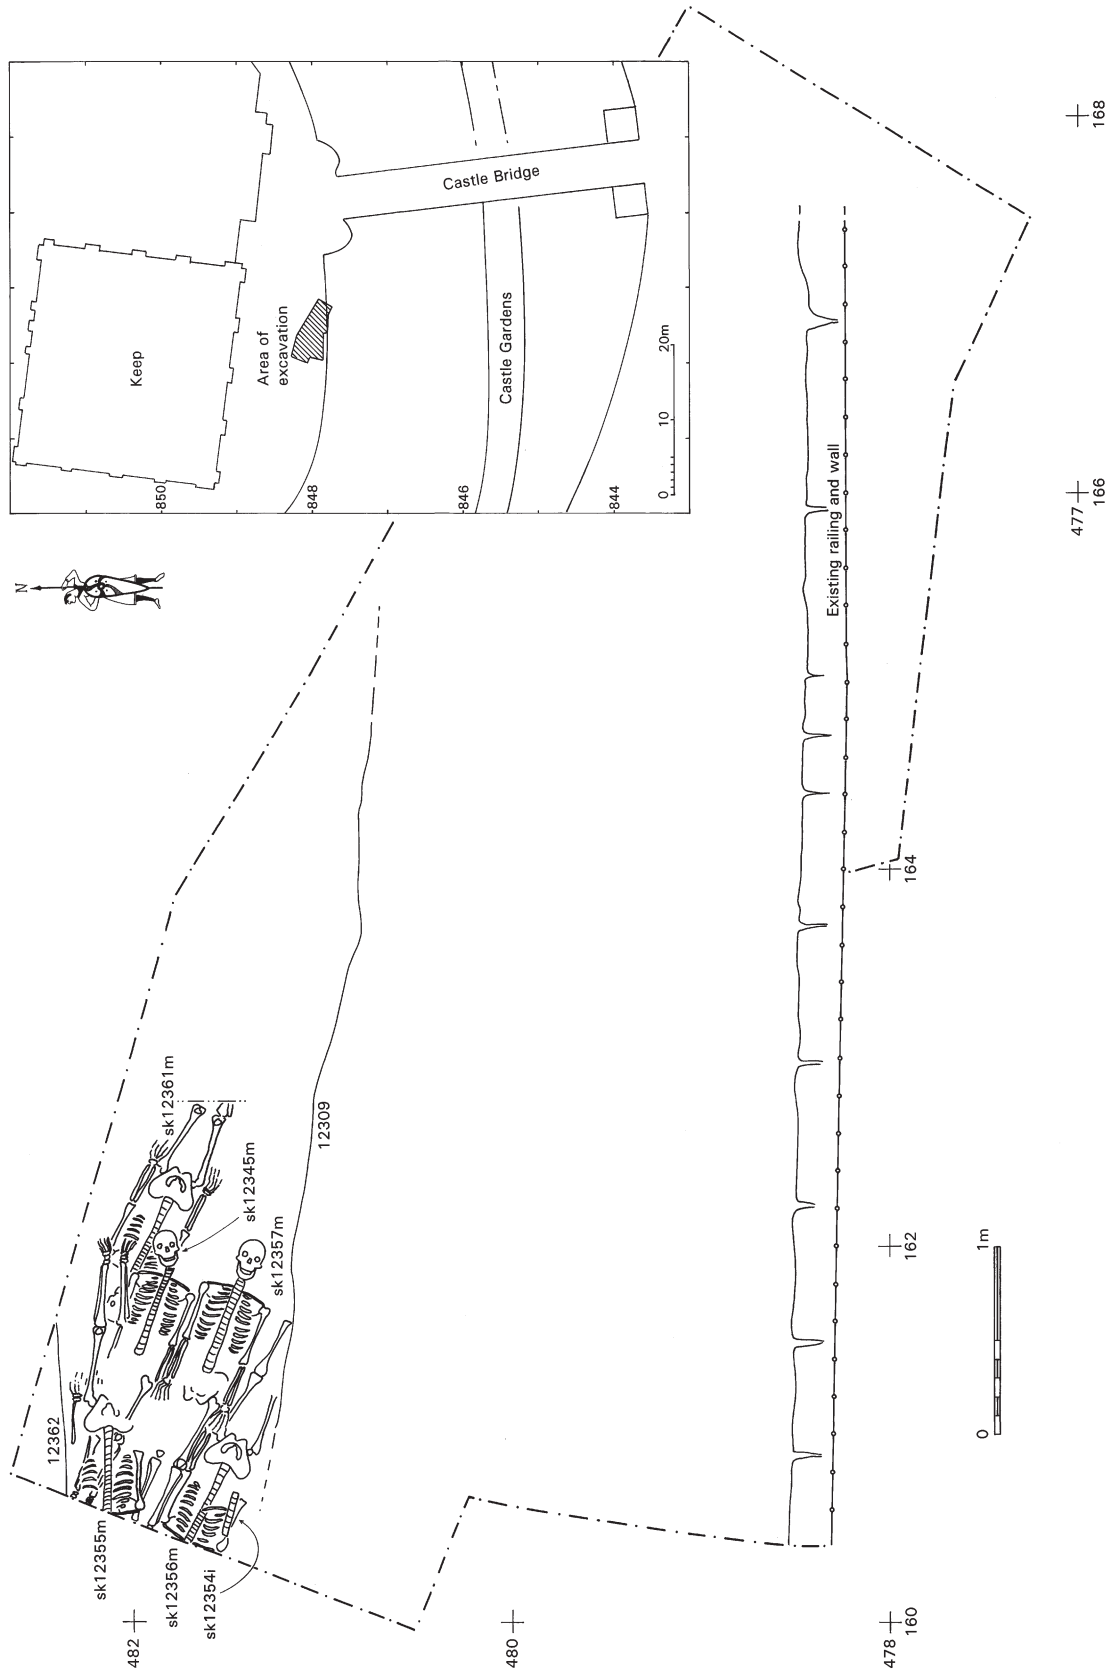 N
Keep
Area of
excavation
Castle Bridge
Castle Gardens
850
848
846
844
0 10 20m
Existing railing and wall
168
477
166
164
162
478
160
480
482
sk12361m
sk12345m
sk12357m
12309
12362
sk12355m
sk12356m
sk12354i
0 1m